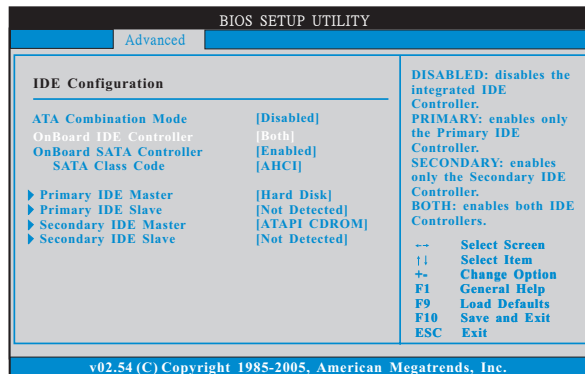 BIOS SETUP UTILITY
Advanced
IDE Configuration
ATA Combination Mode [Disabled]
OnBoard IDE Controller [Both]
OnBoard SATA Controller [Enabled]
SATA Class Code [AHCI]
Primary IDE Master [Hard Disk]
Primary IDE Slave [Not Detected]
Secondary IDE Master [ATAPI CDROM]
Secondary IDE Slave [Not Detected]
DISABLED: disables the
integrated IDE
Controller.
PRIMARY: enables only
the Primary IDE
Controller.
SECONDARY: enables
only the Secondary IDE
Controller.
BOTH: enables both IDE
Controllers.
←→ Select Screen
↑↓ Select Item
+- Change Option
F1 General Help
F9 Load Defaults
F10 Save and Exit
ESC Exit
v02.54 (C) Copyright 1985-2005, American Megatrends, Inc.